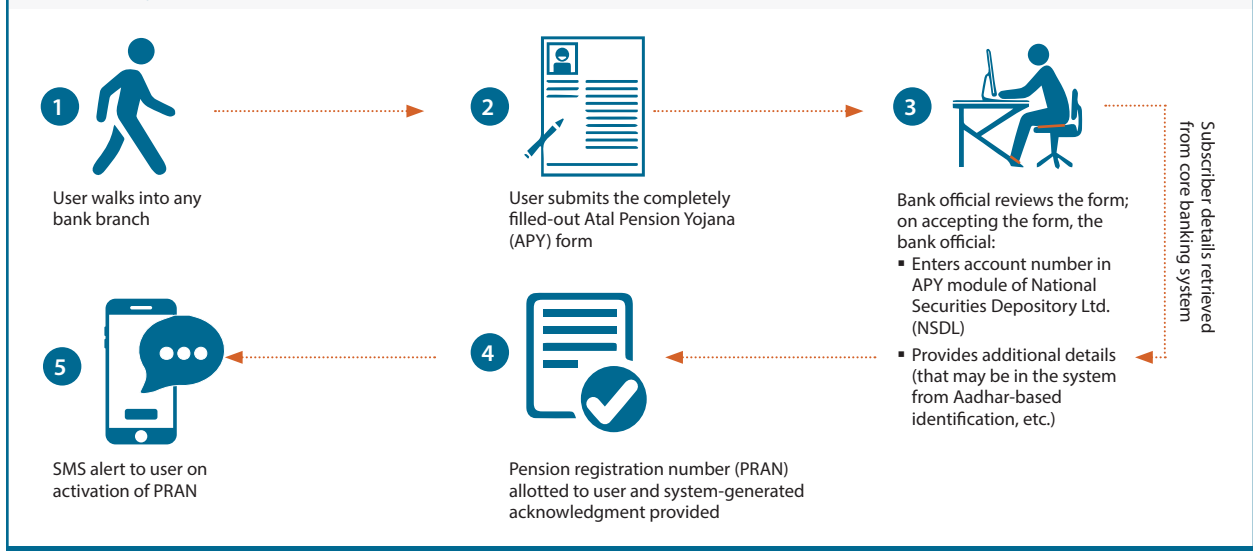 1
User walks into any
bank branch
2
User submits the completely
filled-out Atal Pension Yojana
(APY) form
3
Bank official reviews the form;
on accepting the form, the
bank official:
▪ Enters account number in
APY module of National
Securities Depository Ltd.
(NSDL)
▪ Provides additional details
(that may be in the system
from Aadhar-based
identification, etc.)
Subscriber details retrieved
from core banking system
4
Pension registration number (PRAN)
allotted to user and system-generated
acknowledgment provided
5
SMS alert to user on
activation of PRAN